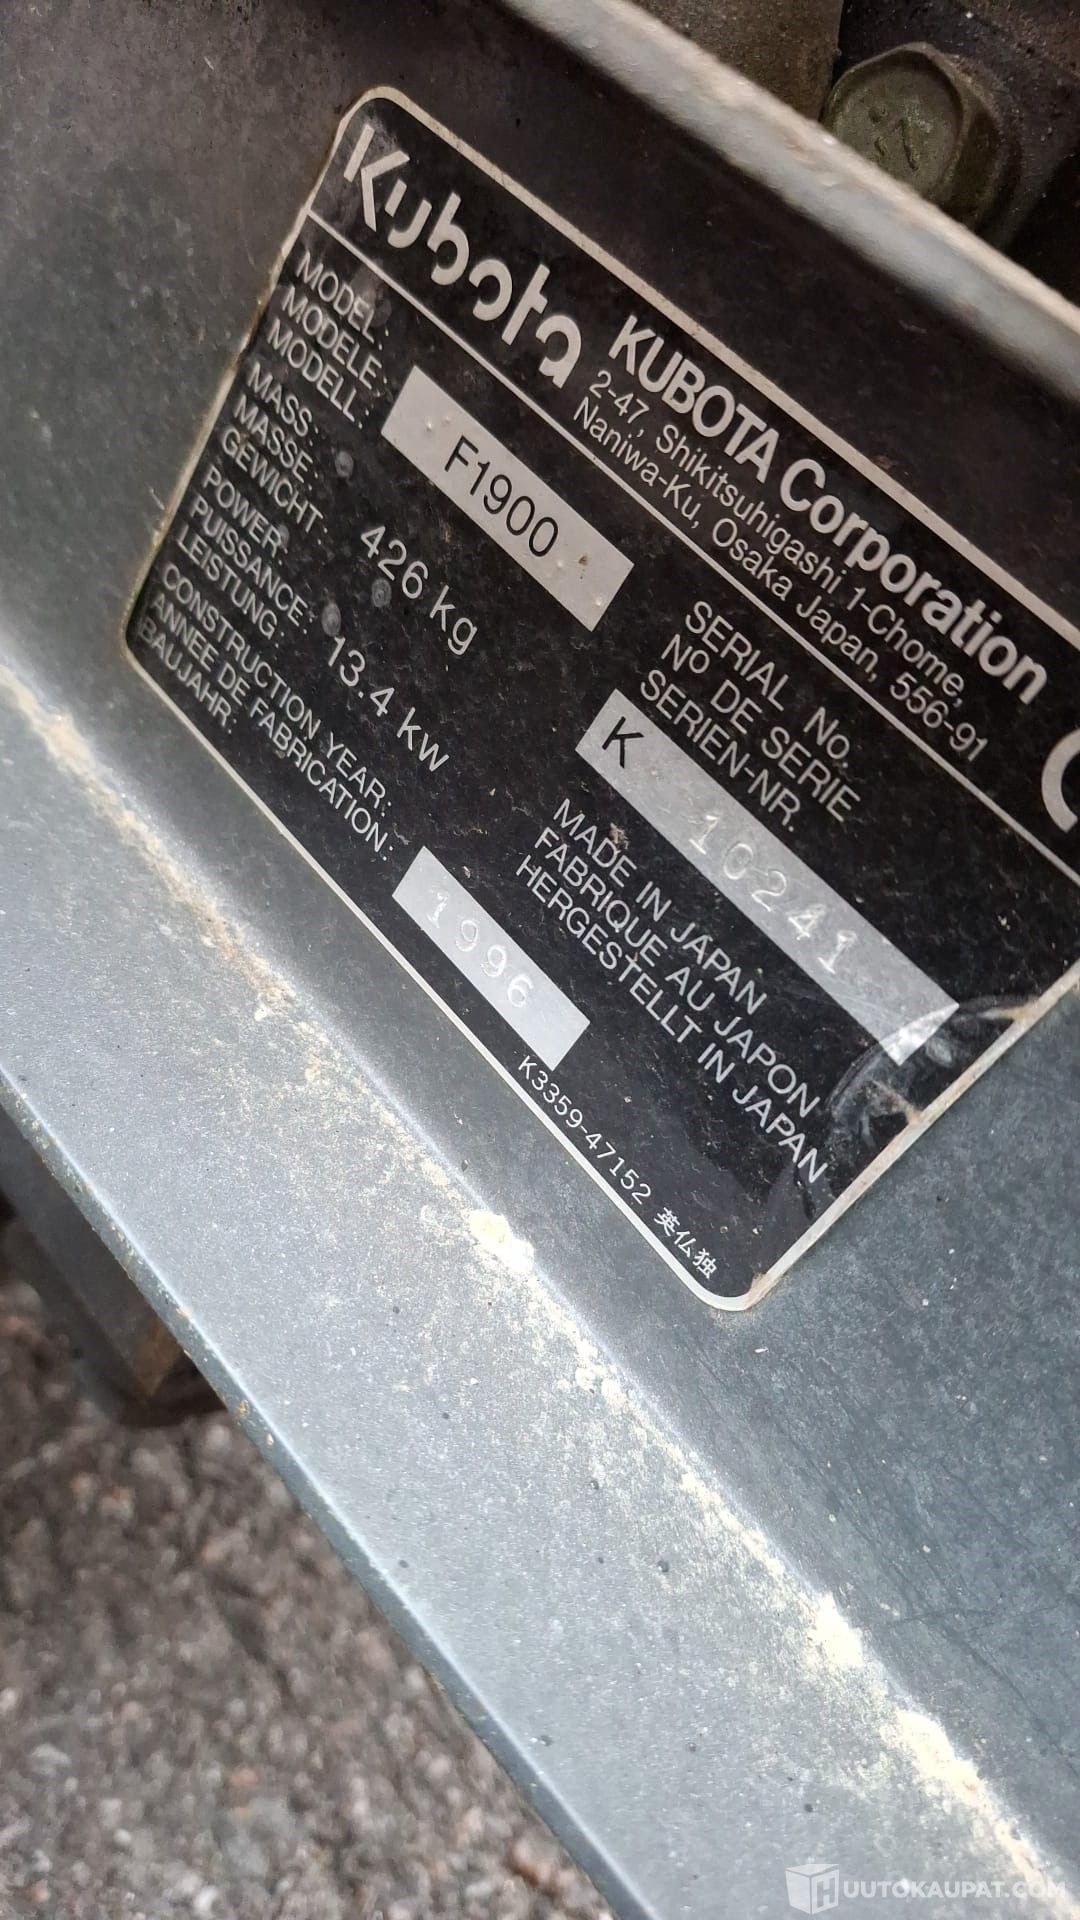 Kubota
KUBOTA Corporation
2-47, Shikitsuhigashi 1-Chome,
Naniwa-Ku, Osaka Japan, 556-91
MODEL:
MODELE:
MODELL:
F1900
MASS:
MASSE:
GEWICHT:
426 kg
POWER:
PUISSANCE:
LEISTUNG:
13.4 kw
CONSTRUCTION YEAR:
ANNEE DE FABRICATION:
BAUJAHR:
1996
SERIAL No.
No DE SERIE
SERIEN-NR.
K 10241
MADE IN JAPAN
FABRIQUE AU JAPON
HERGESTELLT IN JAPAN
K3359-47152 英仏独
HUUTOKAUPAT.COM